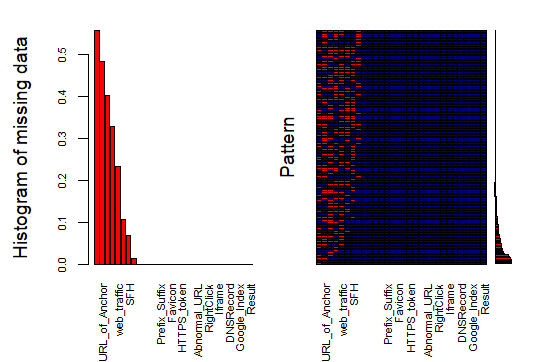 Histogram of missing data
0.0
0.1
0.2
0.3
0.4
0.5
URL_of_Anchor
web_traffic
SFH
Prefix_Suffix
Favicon
HTTPS_token
Abnormal_URL
RightClick
Iframe
DNSRecord
Google_Index
Result
Pattern
URL_of_Anchor
web_traffic
SFH
Prefix_Suffix
Favicon
HTTPS_token
Abnormal_URL
RightClick
Iframe
DNSRecord
Google_Index
Result